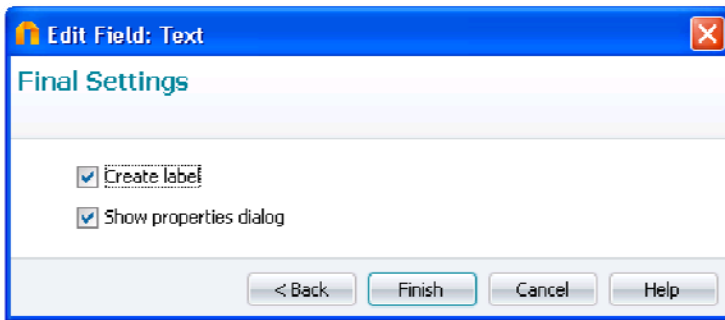 Edit Field: Text
Final Settings
Create label
Show properties dialog
< Back Finish Cancel Help